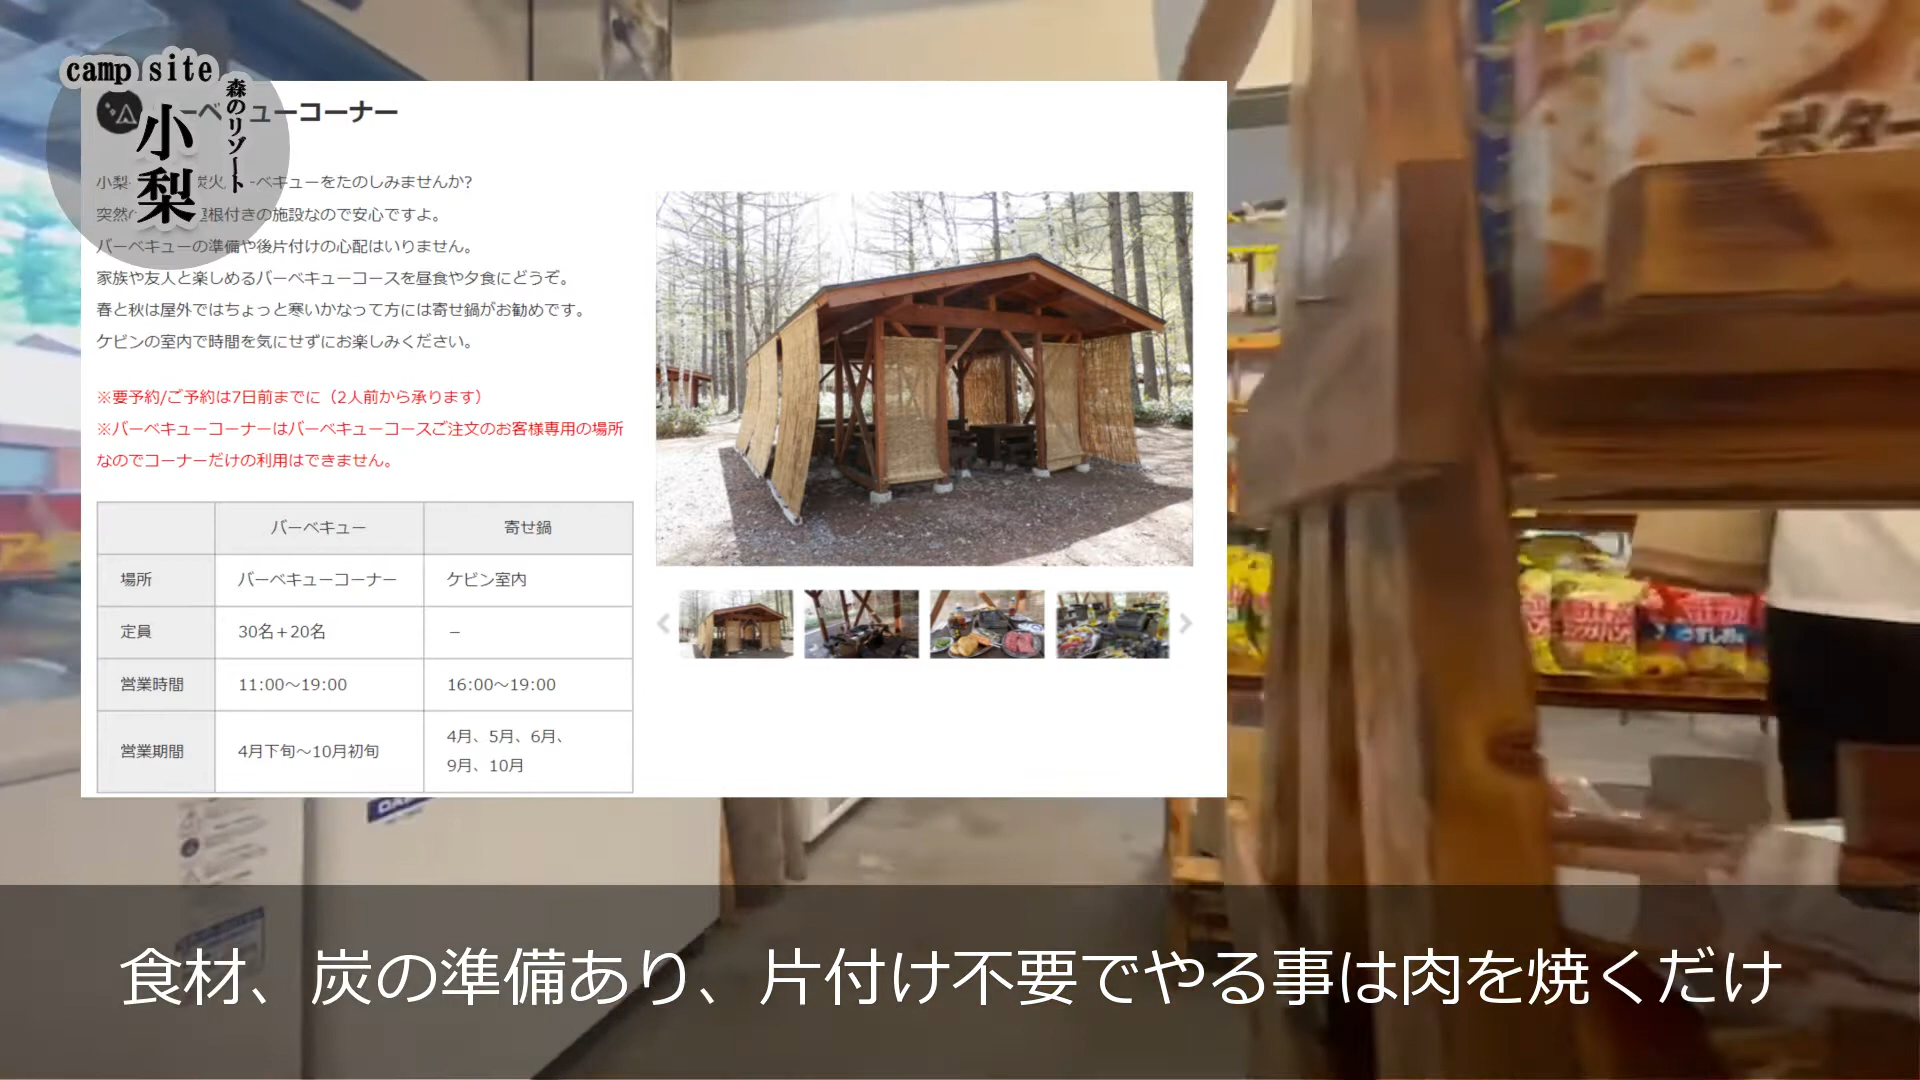 camp site
森のリゾート
小梨
ーベ ューコーナー
小梨 炭火 ーベキューをたのしみませんか?
突然の 屋根付きの施設なので安心ですよ。
バーベキューの準備や後片付けの心配はいりません。
家族や友人と楽しめるバーベキューコースを昼食や夕食にどうぞ。
春と秋は屋外ではちょっと寒いかなって方には寄せ鍋がお勧めです。
ケビンの室内で時間を気にせずにお楽しみください。
※要予約/ご予約は7日前までに（2人前から承ります）
※バーベキューコーナーはバーベキューコースご注文のお客様専用の場所
なのでコーナーだけの利用はできません。
バーベキュー 寄せ鍋
場所 バーベキューコーナー ケビン室内
定員 30名＋20名 －
営業時間 11:00～19:00 16:00～19:00
営業期間 4月下旬～10月初旬 4月、5月、6月、
9月、10月
食材、炭の準備あり、片付け不要でやる事は肉を焼くだけ